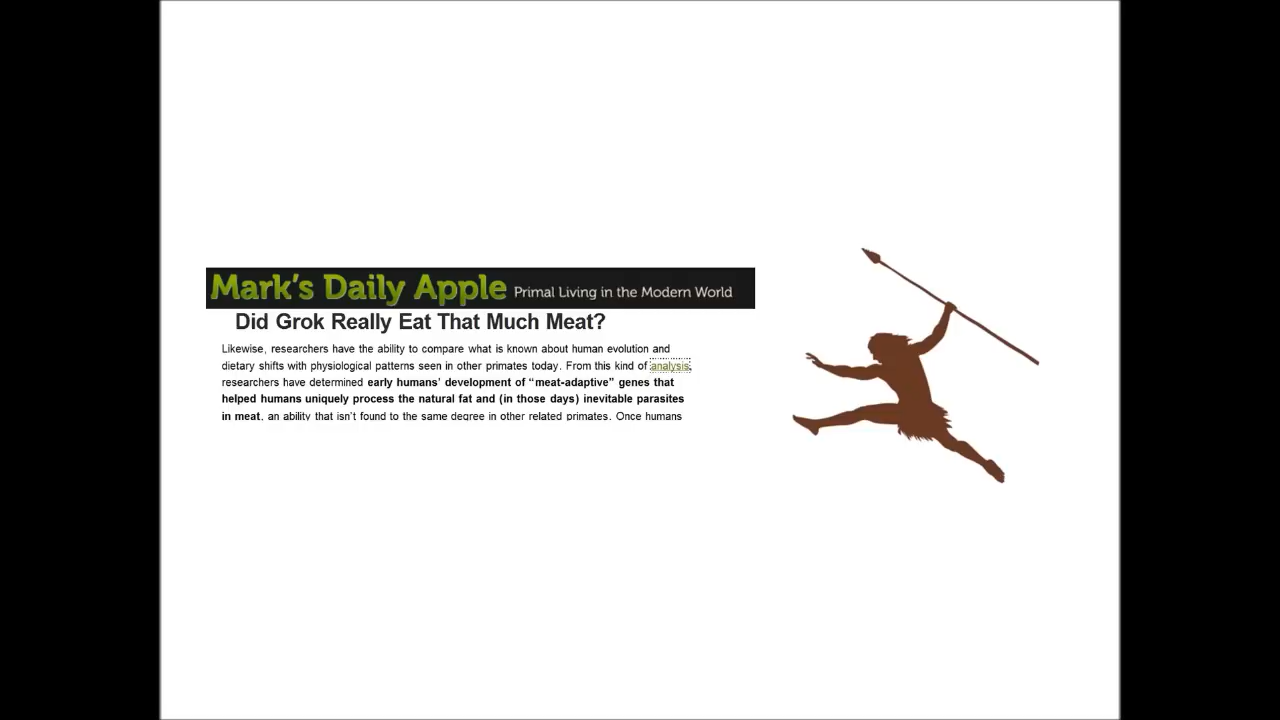 Mark's Daily Apple Primal Living in the Modern World
Did Grok Really Eat That Much Meat?
Likewise, researchers have the ability to compare what is known about human evolution and
dietary shifts with physiological patterns seen in other primates today. From this kind of analysis,
researchers have determined early humans' development of “meat-adaptive” genes that
helped humans uniquely process the natural fat and (in those days) inevitable parasites
in meat, an ability that isn't found to the same degree in other related primates. Once humans